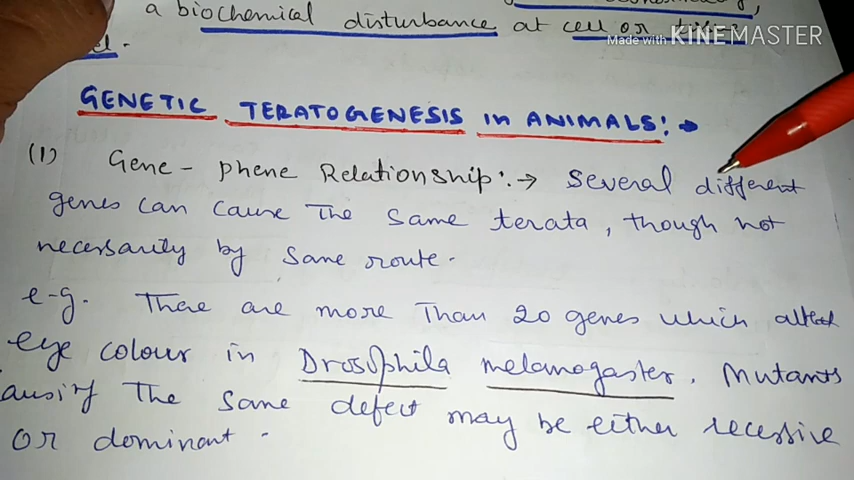 a biochemical disturbance at cell or
Made with KINEMASTER
GENETIC TERATOGENESIS in ANIMALS:→
(1) Gene - phene Relationship:→ Several different
genes can cause the same terata, though not
necessarily by same route.
e-g. There are more than 20 genes which
eye colour in Drosophila melanogaster. Mutants
the same defect may be either recessive
or dominant.